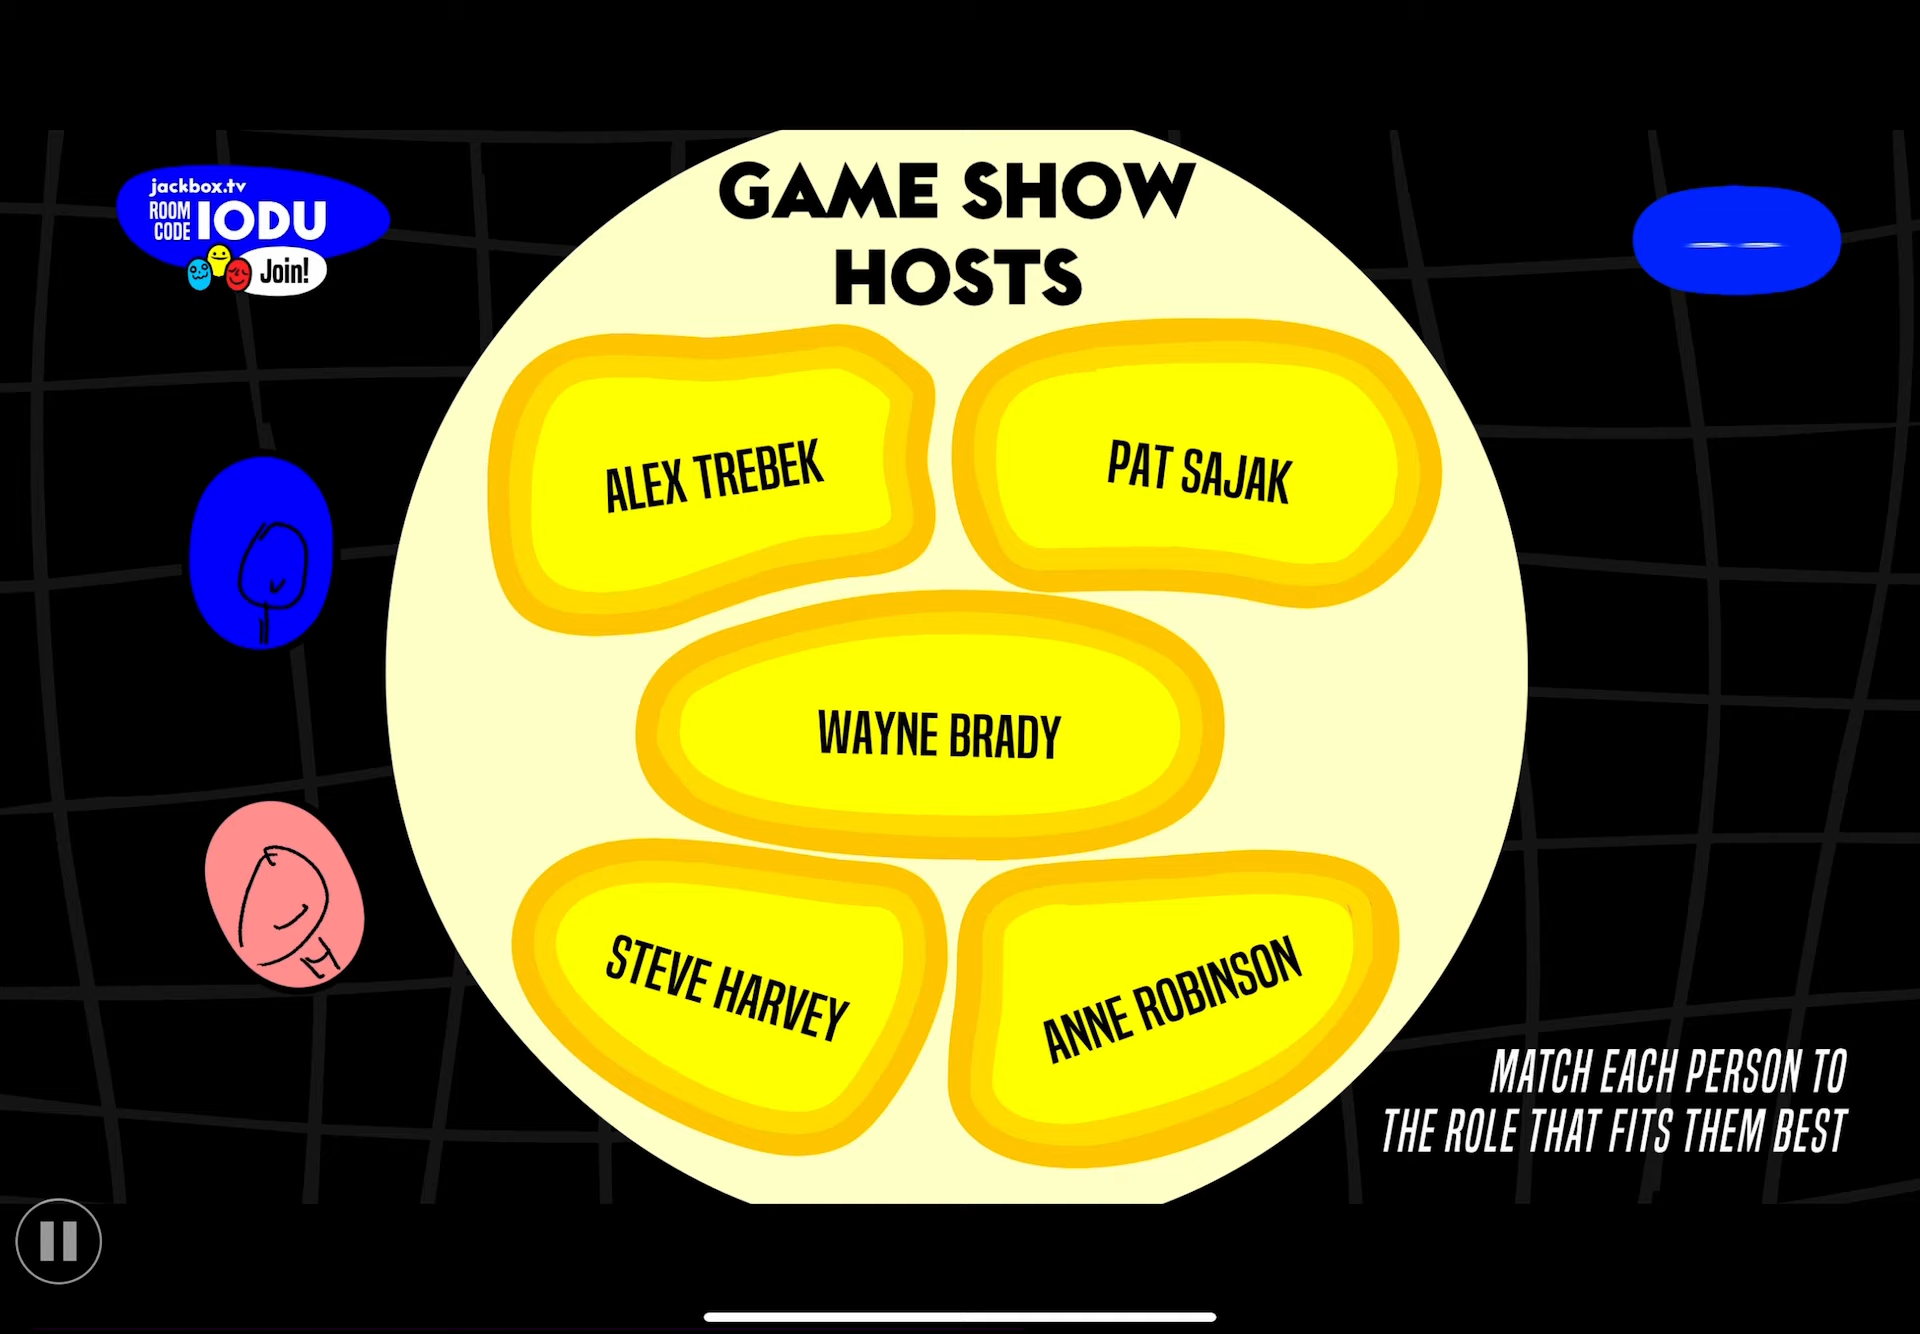 jackbox.tv
ROOM
CODE
IODU
Join!
GAME SHOW
HOSTS
ALEX TREBEK
PAT SAJAK
WAYNE BRADY
STEVE HARVEY
ANNE ROBINSON
MATCH EACH PERSON TO
THE ROLE THAT FITS THEM BEST